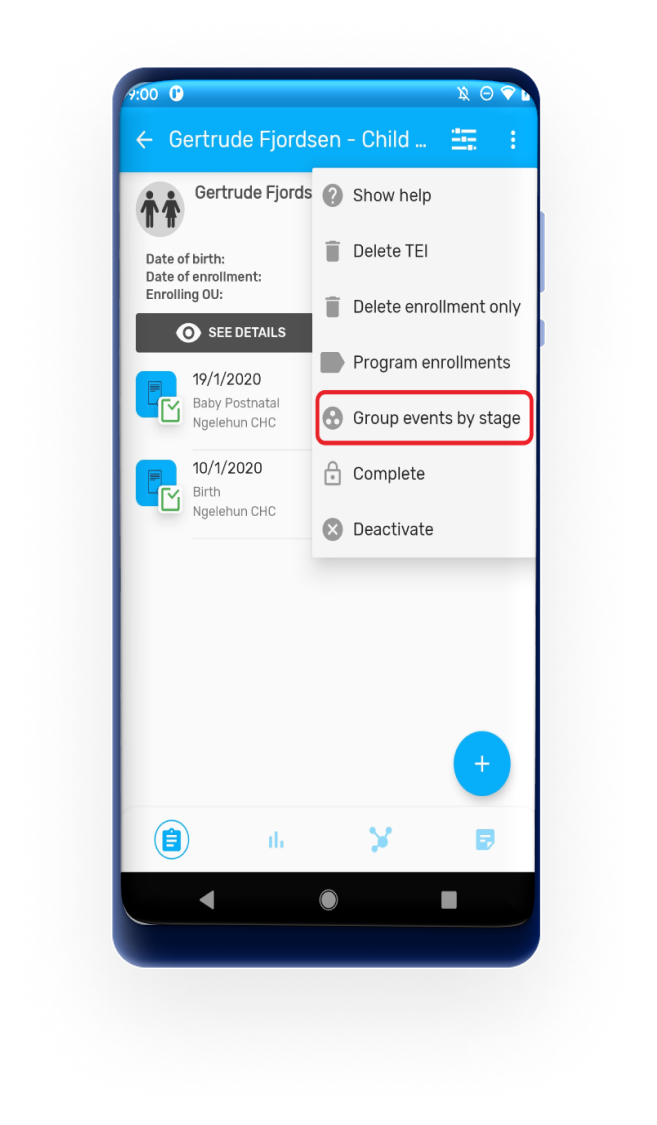 9:00
Gertrude Fjordsen - Child ...
Gertrude Fjords
Date of birth:
Date of enrollment:
Enrolling OU:
SEE DETAILS
19/1/2020
Baby Postnatal
Ngelehun CHC
10/1/2020
Birth
Ngelehun CHC
Show help
Delete TEI
Delete enrollment only
Program enrollments
Group events by stage
Complete
Deactivate